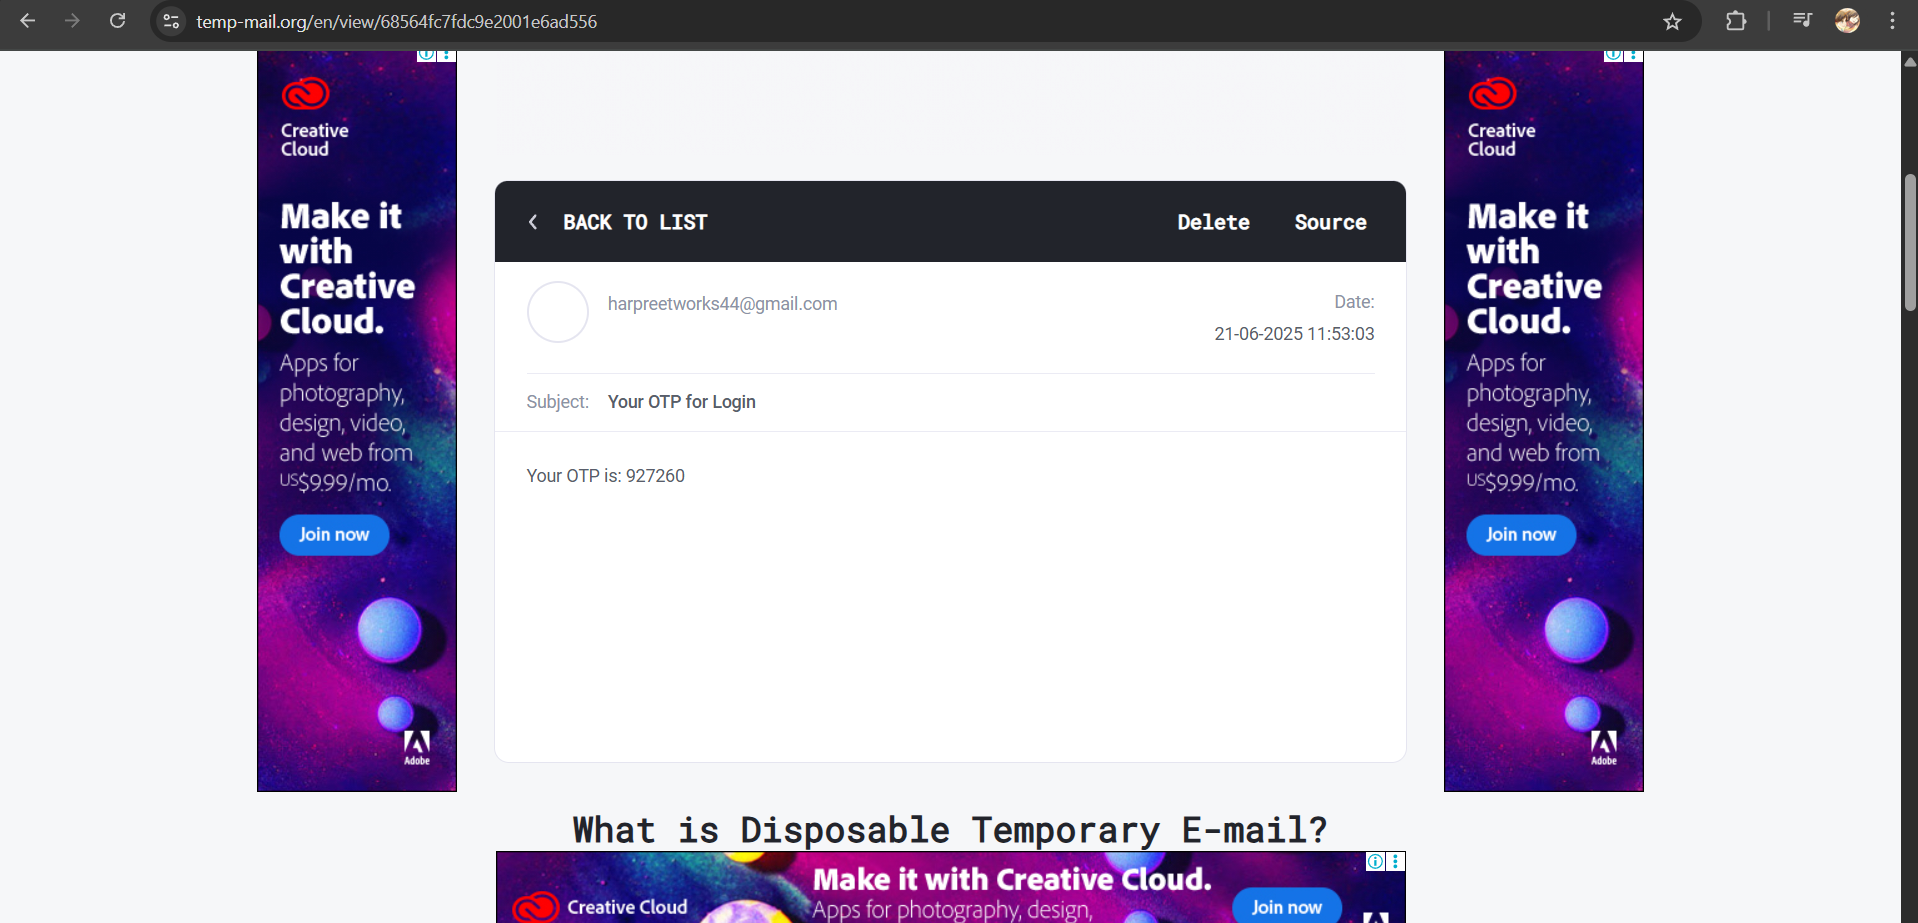 temp-mail.org/en/view/68564fc7fdc9e2001e6ad556
Creative
Cloud
Make it
with
Creative
Cloud.
Apps for
photography,
design, video,
and web from
US$9.99/mo.
Join now
Adobe
BACK TO LIST
Delete
Source
harpreetworks44@gmail.com
Date:
21-06-2025 11:53:03
Subject: Your OTP for Login
Your OTP is: 927260
Creative
Cloud
Make it
with
Creative
Cloud.
Apps for
photography,
design, video,
and web from
US$9.99/mo.
Join now
Adobe
What is Disposable Temporary E-mail?
Creative Cloud
Make it with Creative Cloud.
Apps for photography, design,
Join now